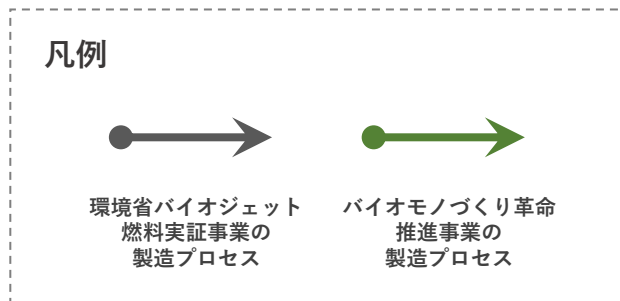 凡例
環境省バイオジェット
燃料実証事業の
製造プロセス
バイオモノづくり革命
推進事業の
製造プロセス